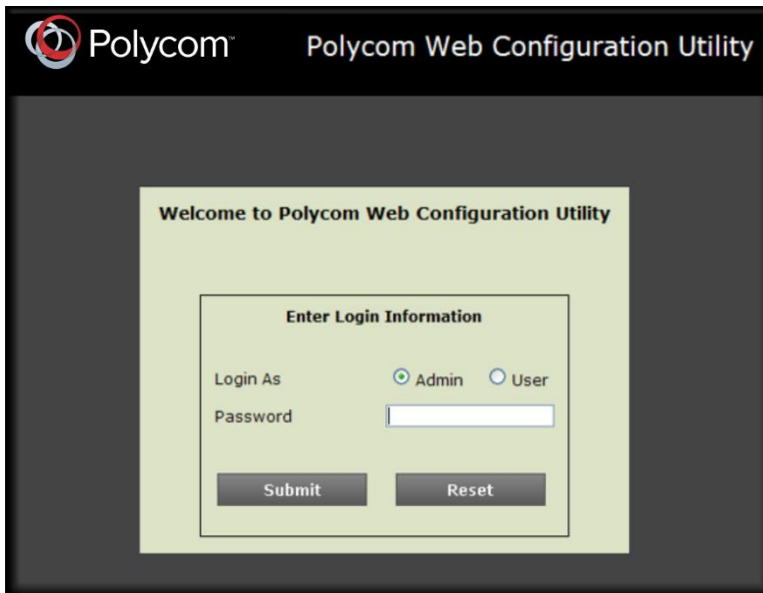 Polycom™ Polycom Web Configuration Utility
Welcome to Polycom Web Configuration Utility
Enter Login Information
Login As Admin User
Password
Submit Reset